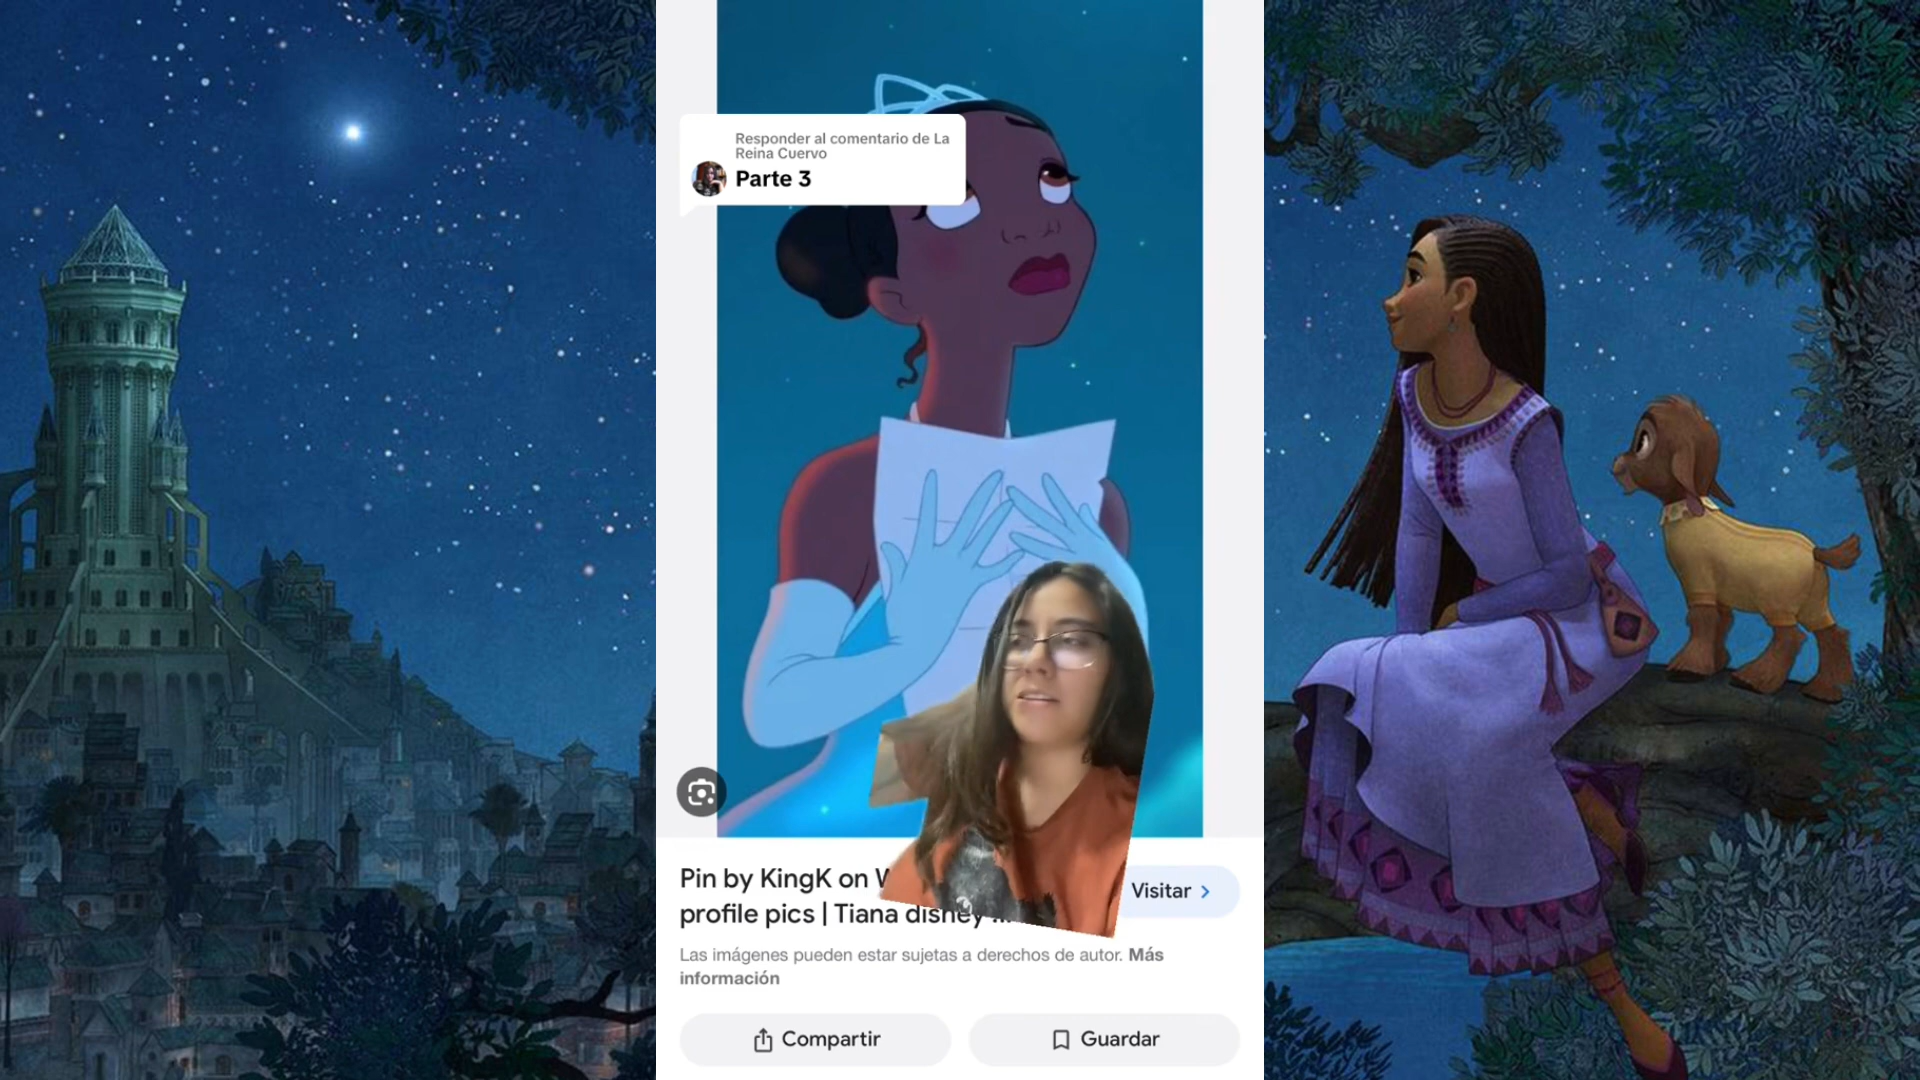 Responder al comentario de La
Reina Cuervo
Parte 3
Pin by KingK on
profile pics | Tiana disney ...
Visitar
Las imágenes pueden estar sujetas a derechos de autor. Más
información
Compartir
Guardar